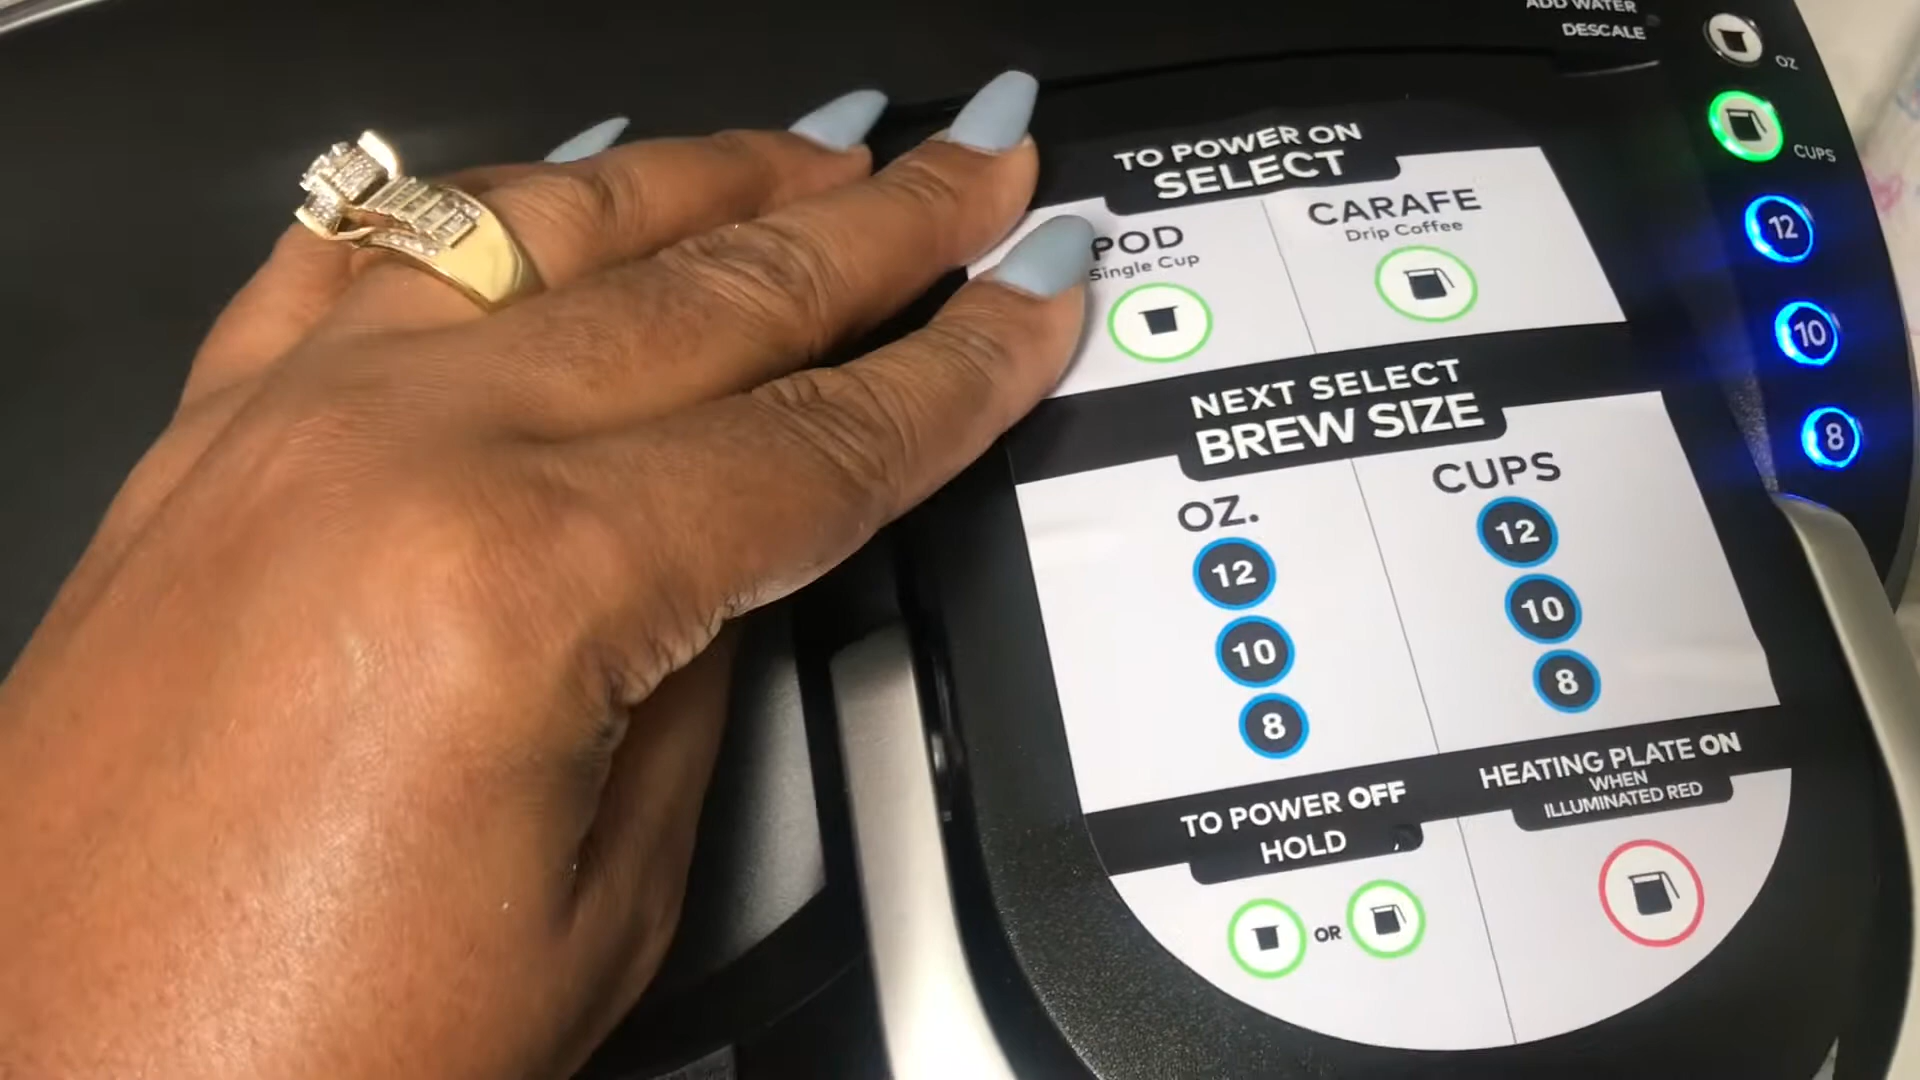 ADD WATER
DESCALE
OZ
CUPS
12
10
8
TO POWER ON
SELECT
POD
Single Cup
CARAFE
Drip Coffee
NEXT SELECT
BREW SIZE
OZ.
12
10
8
CUPS
12
10
8
TO POWER OFF
HOLD
OR
HEATING PLATE ON
WHEN
ILLUMINATED RED